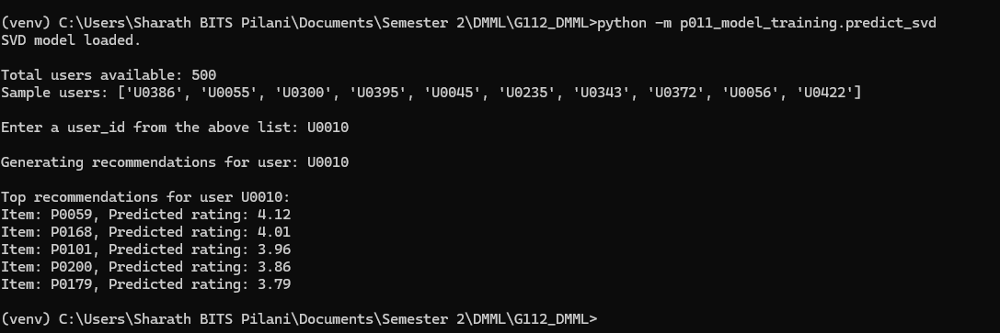 (venv) C:\Users\Sharath BITS Pilani\Documents\Semester 2\DMML\G112_DMML>python -m p011_model_training.predict_svd
SVD model loaded.
Total users available: 500
Sample users: ['U0386', 'U0055', 'U0300', 'U0395', 'U0045', 'U0235', 'U0343', 'U0372', 'U0056', 'U0422']
Enter a user_id from the above list: U0010
Generating recommendations for user: U0010
Top recommendations for user U0010:
Item: P0059, Predicted rating: 4.12
Item: P0168, Predicted rating: 4.01
Item: P0101, Predicted rating: 3.96
Item: P0200, Predicted rating: 3.86
Item: P0179, Predicted rating: 3.79
(venv) C:\Users\Sharath BITS Pilani\Documents\Semester 2\DMML\G112_DMML>